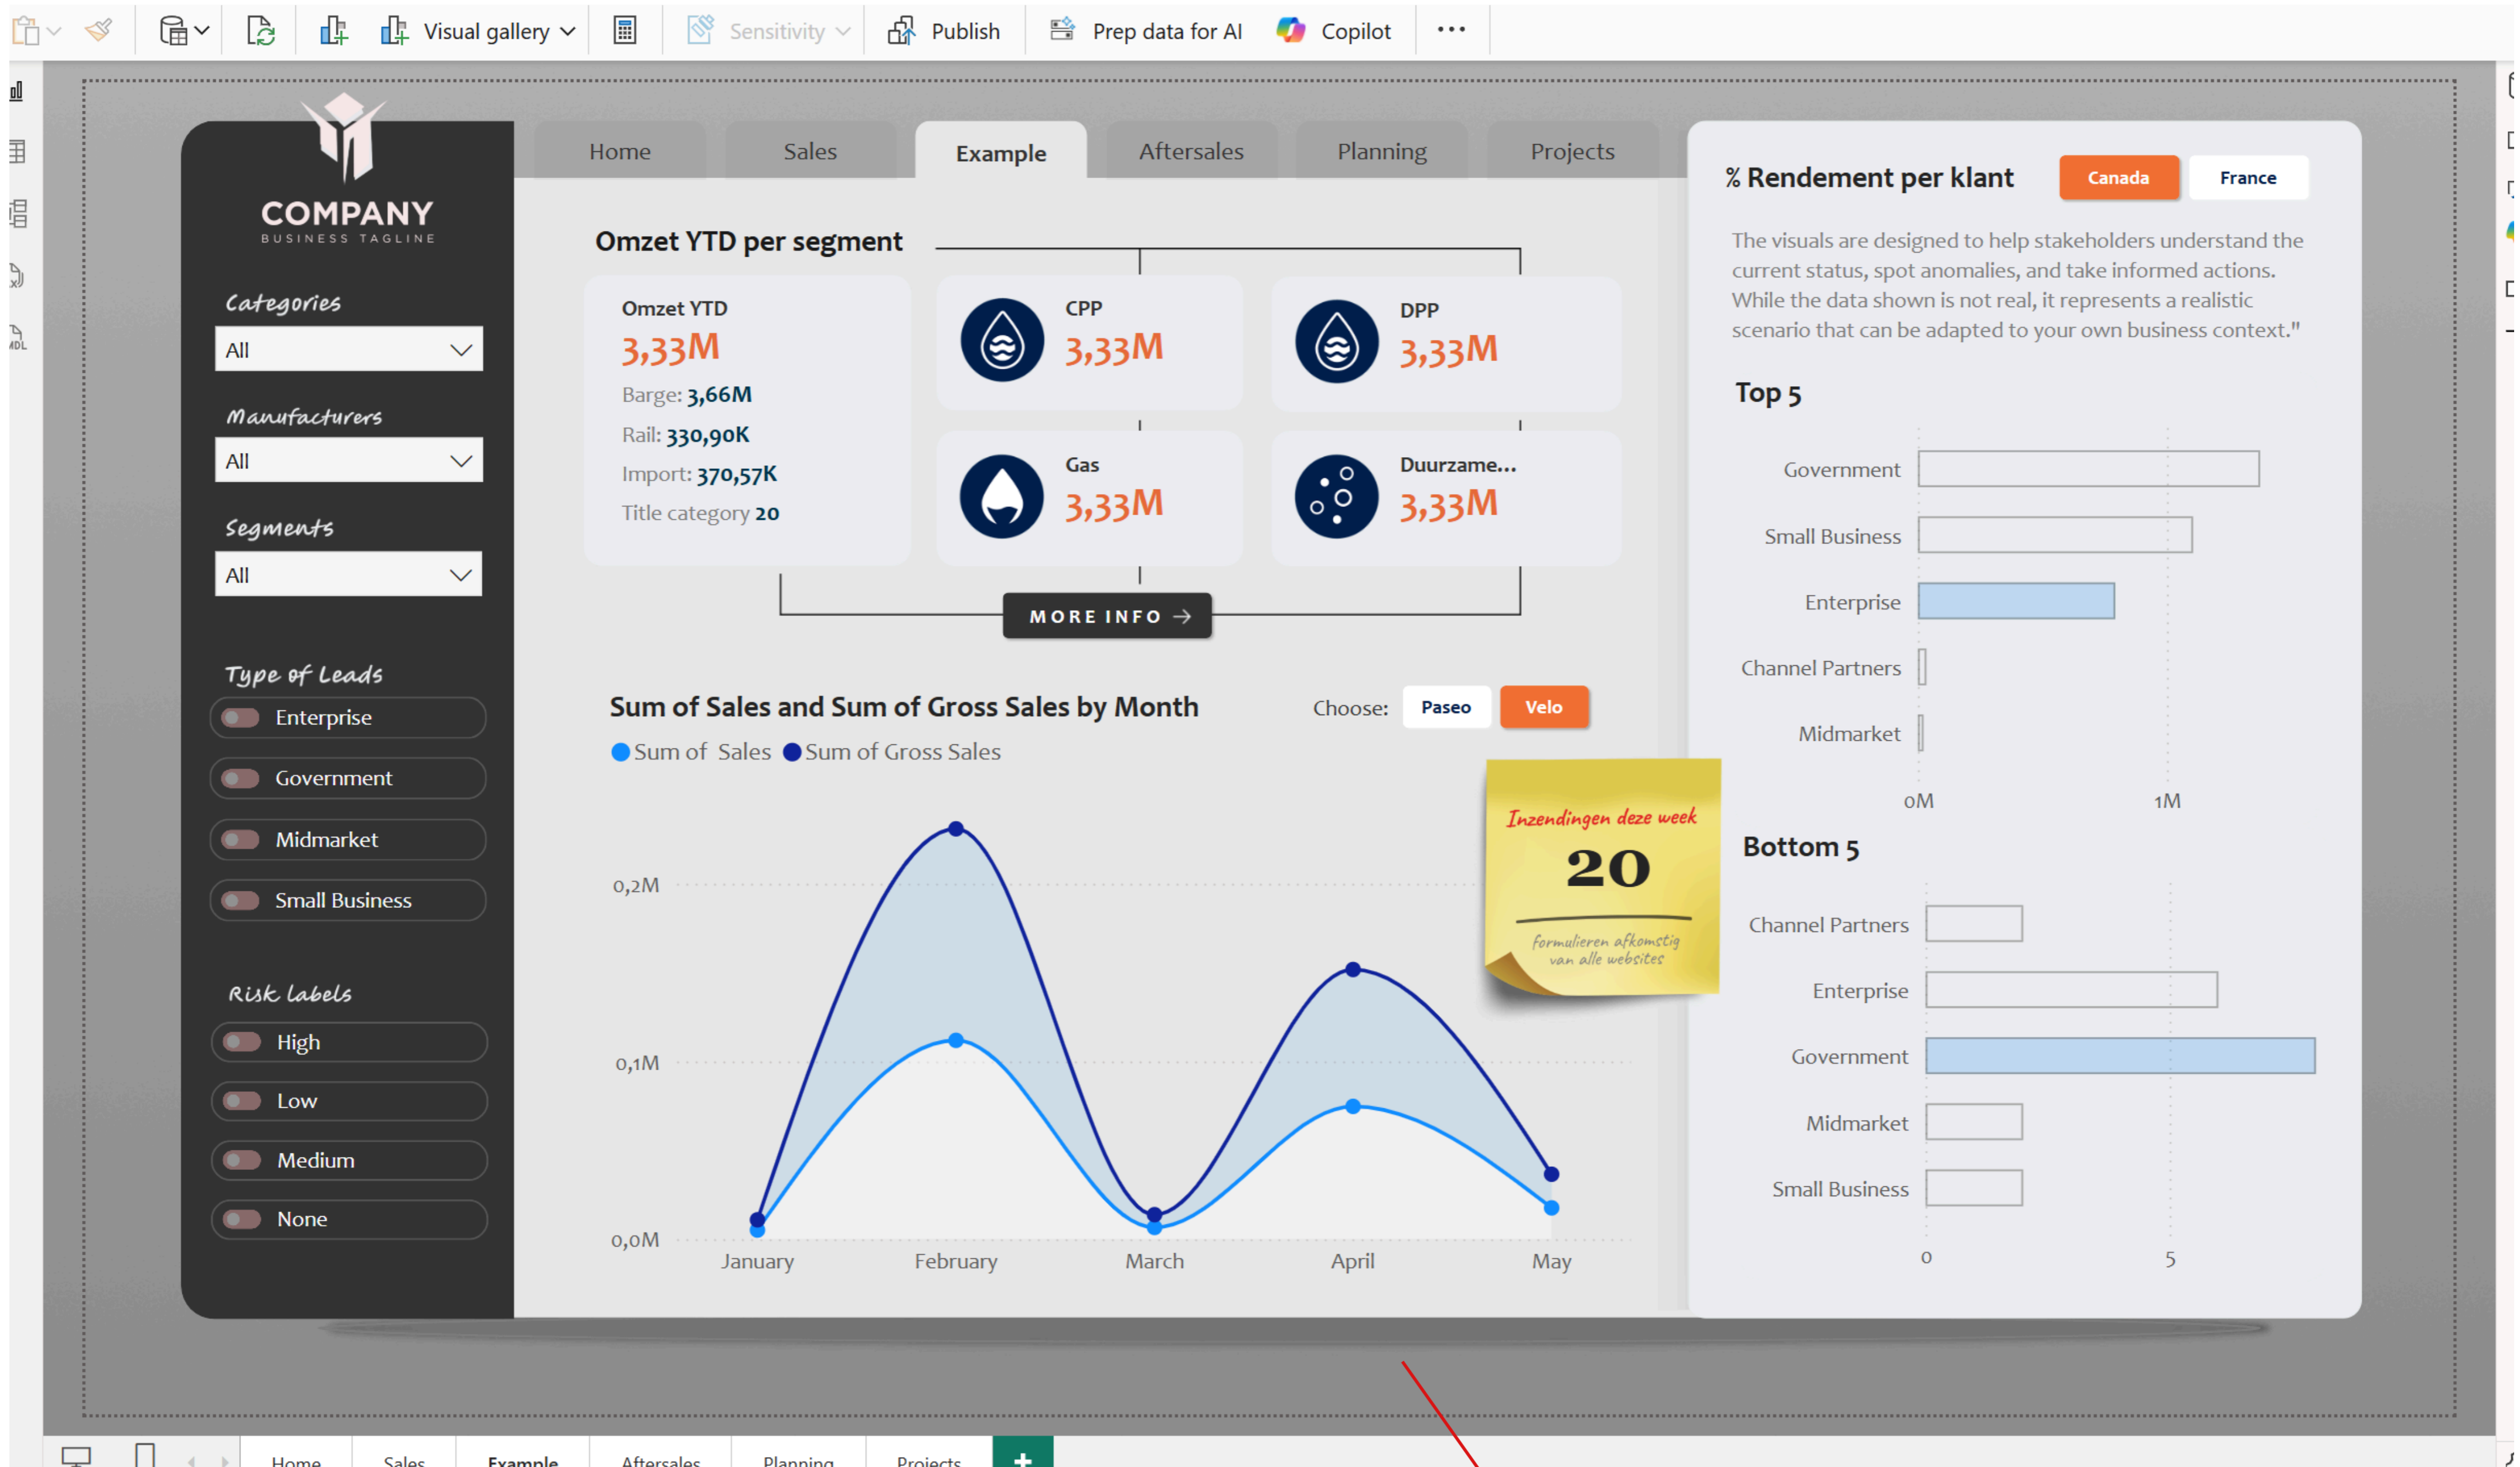 Visual gallery
Sensitivity
Publish
Prep data for AI
Copilot
COMPANY
BUSINESS TAGLINE
Categories
All
Manufacturers
All
Segments
All
Type of Leads
Enterprise
Government
Midmarket
Small Business
Risk labels
High
Low
Medium
None
Home
Sales
Example
Aftersales
Planning
Projects
Omzet YTD per segment
Omzet YTD
3,33M
Barge: 3,66M
Rail: 330,90K
Import: 370,57K
Title category 20
CPP
3,33M
DPP
3,33M
Gas
3,33M
Duurzame...
3,33M
MORE INFO →
Sum of Sales and Sum of Gross Sales by Month
Choose:
Paseo
Velo
Sum of Sales
Sum of Gross Sales
0,2M
0,1M
0,0M
January
February
March
April
May
Inzendingen deze week
20
formulieren afkomstig
van alle websites
% Rendement per klant
Canada
France
The visuals are designed to help stakeholders understand the
current status, spot anomalies, and take informed actions.
While the data shown is not real, it represents a realistic
scenario that can be adapted to your own business context."
Top 5
Government
Small Business
Enterprise
Channel Partners
Midmarket
0M
1M
Bottom 5
Channel Partners
Enterprise
Government
Midmarket
Small Business
0
5
Home
Sales
Example
Aftersales
Planning
Projects
+